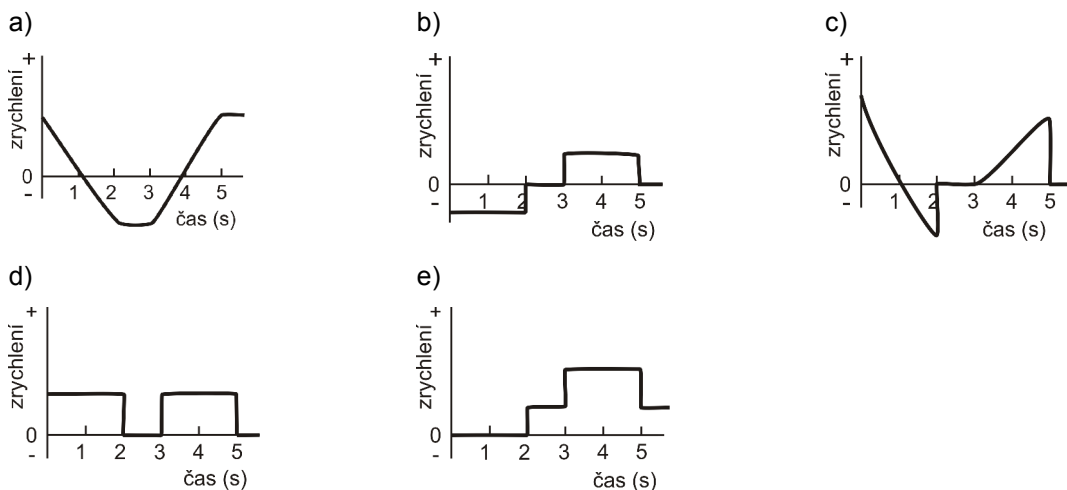 a)
+
zrychlení
0
-
1 2 3 4 5
čas (s)
b)
+
zrychlení
0
-
1 2 3 4 5
čas (s)
c)
+
zrychlení
0
-
1 2 3 4 5
čas (s)
d)
+
zrychlení
0
-
1 2 3 4 5
čas (s)
e)
+
zrychlení
0
-
1 2 3 4 5
čas (s)